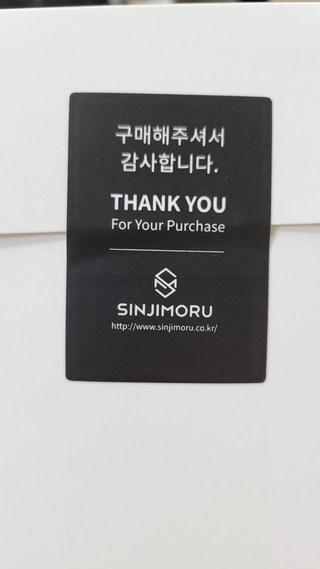 구매해주셔서
감사합니다.
THANK YOU
For Your Purchase
SINJIMORU
http://www.sinjimoru.co.kr/